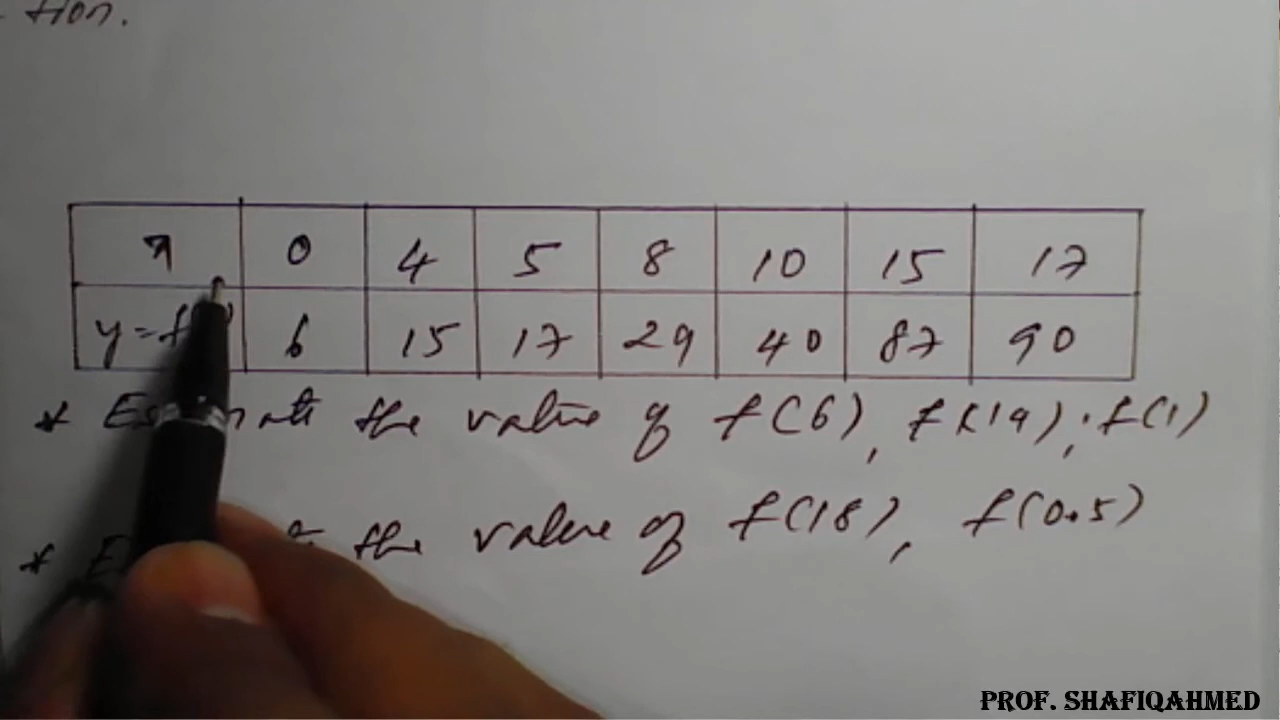 tion.
x 0 4 5 8 10 15 17
6 15 17 29 40 87 90
* the value of f(6), f(14), f(1)
* the value of f(18), f(0.5)
PROF. SHAFIQAHMED